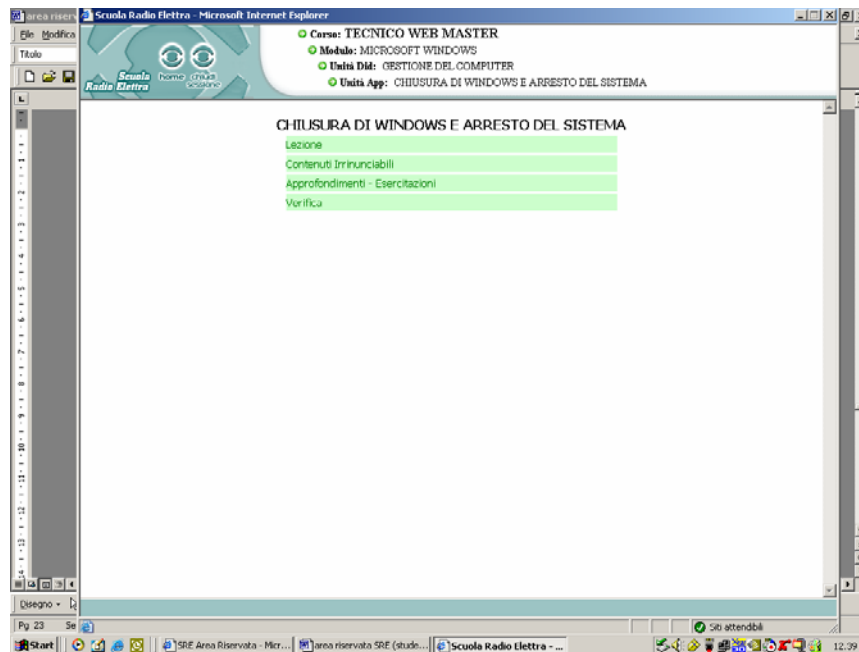 area riserv
Scuola Radio Elettra - Microsoft Internet Explorer
File Modifica
Titolo
Scuola
Radio Elettra
home
chiudi
sessione
Corso: TECNICO WEB MASTER
Modulo: MICROSOFT WINDOWS
Unità Did: GESTIONE DEL COMPUTER
Unità App: CHIUSURA DI WINDOWS E ARRESTO DEL SISTEMA
CHIUSURA DI WINDOWS E ARRESTO DEL SISTEMA
Lezione
Contenuti Irrinunciabili
Approfondimenti - Esercitazioni
Verifica
Disegno
Pg 23 Se
Siti attendibili
Start
SRE Area Riservata - Micr...
area riservata SRE (stude...
Scuola Radio Elettra - ...
12.39